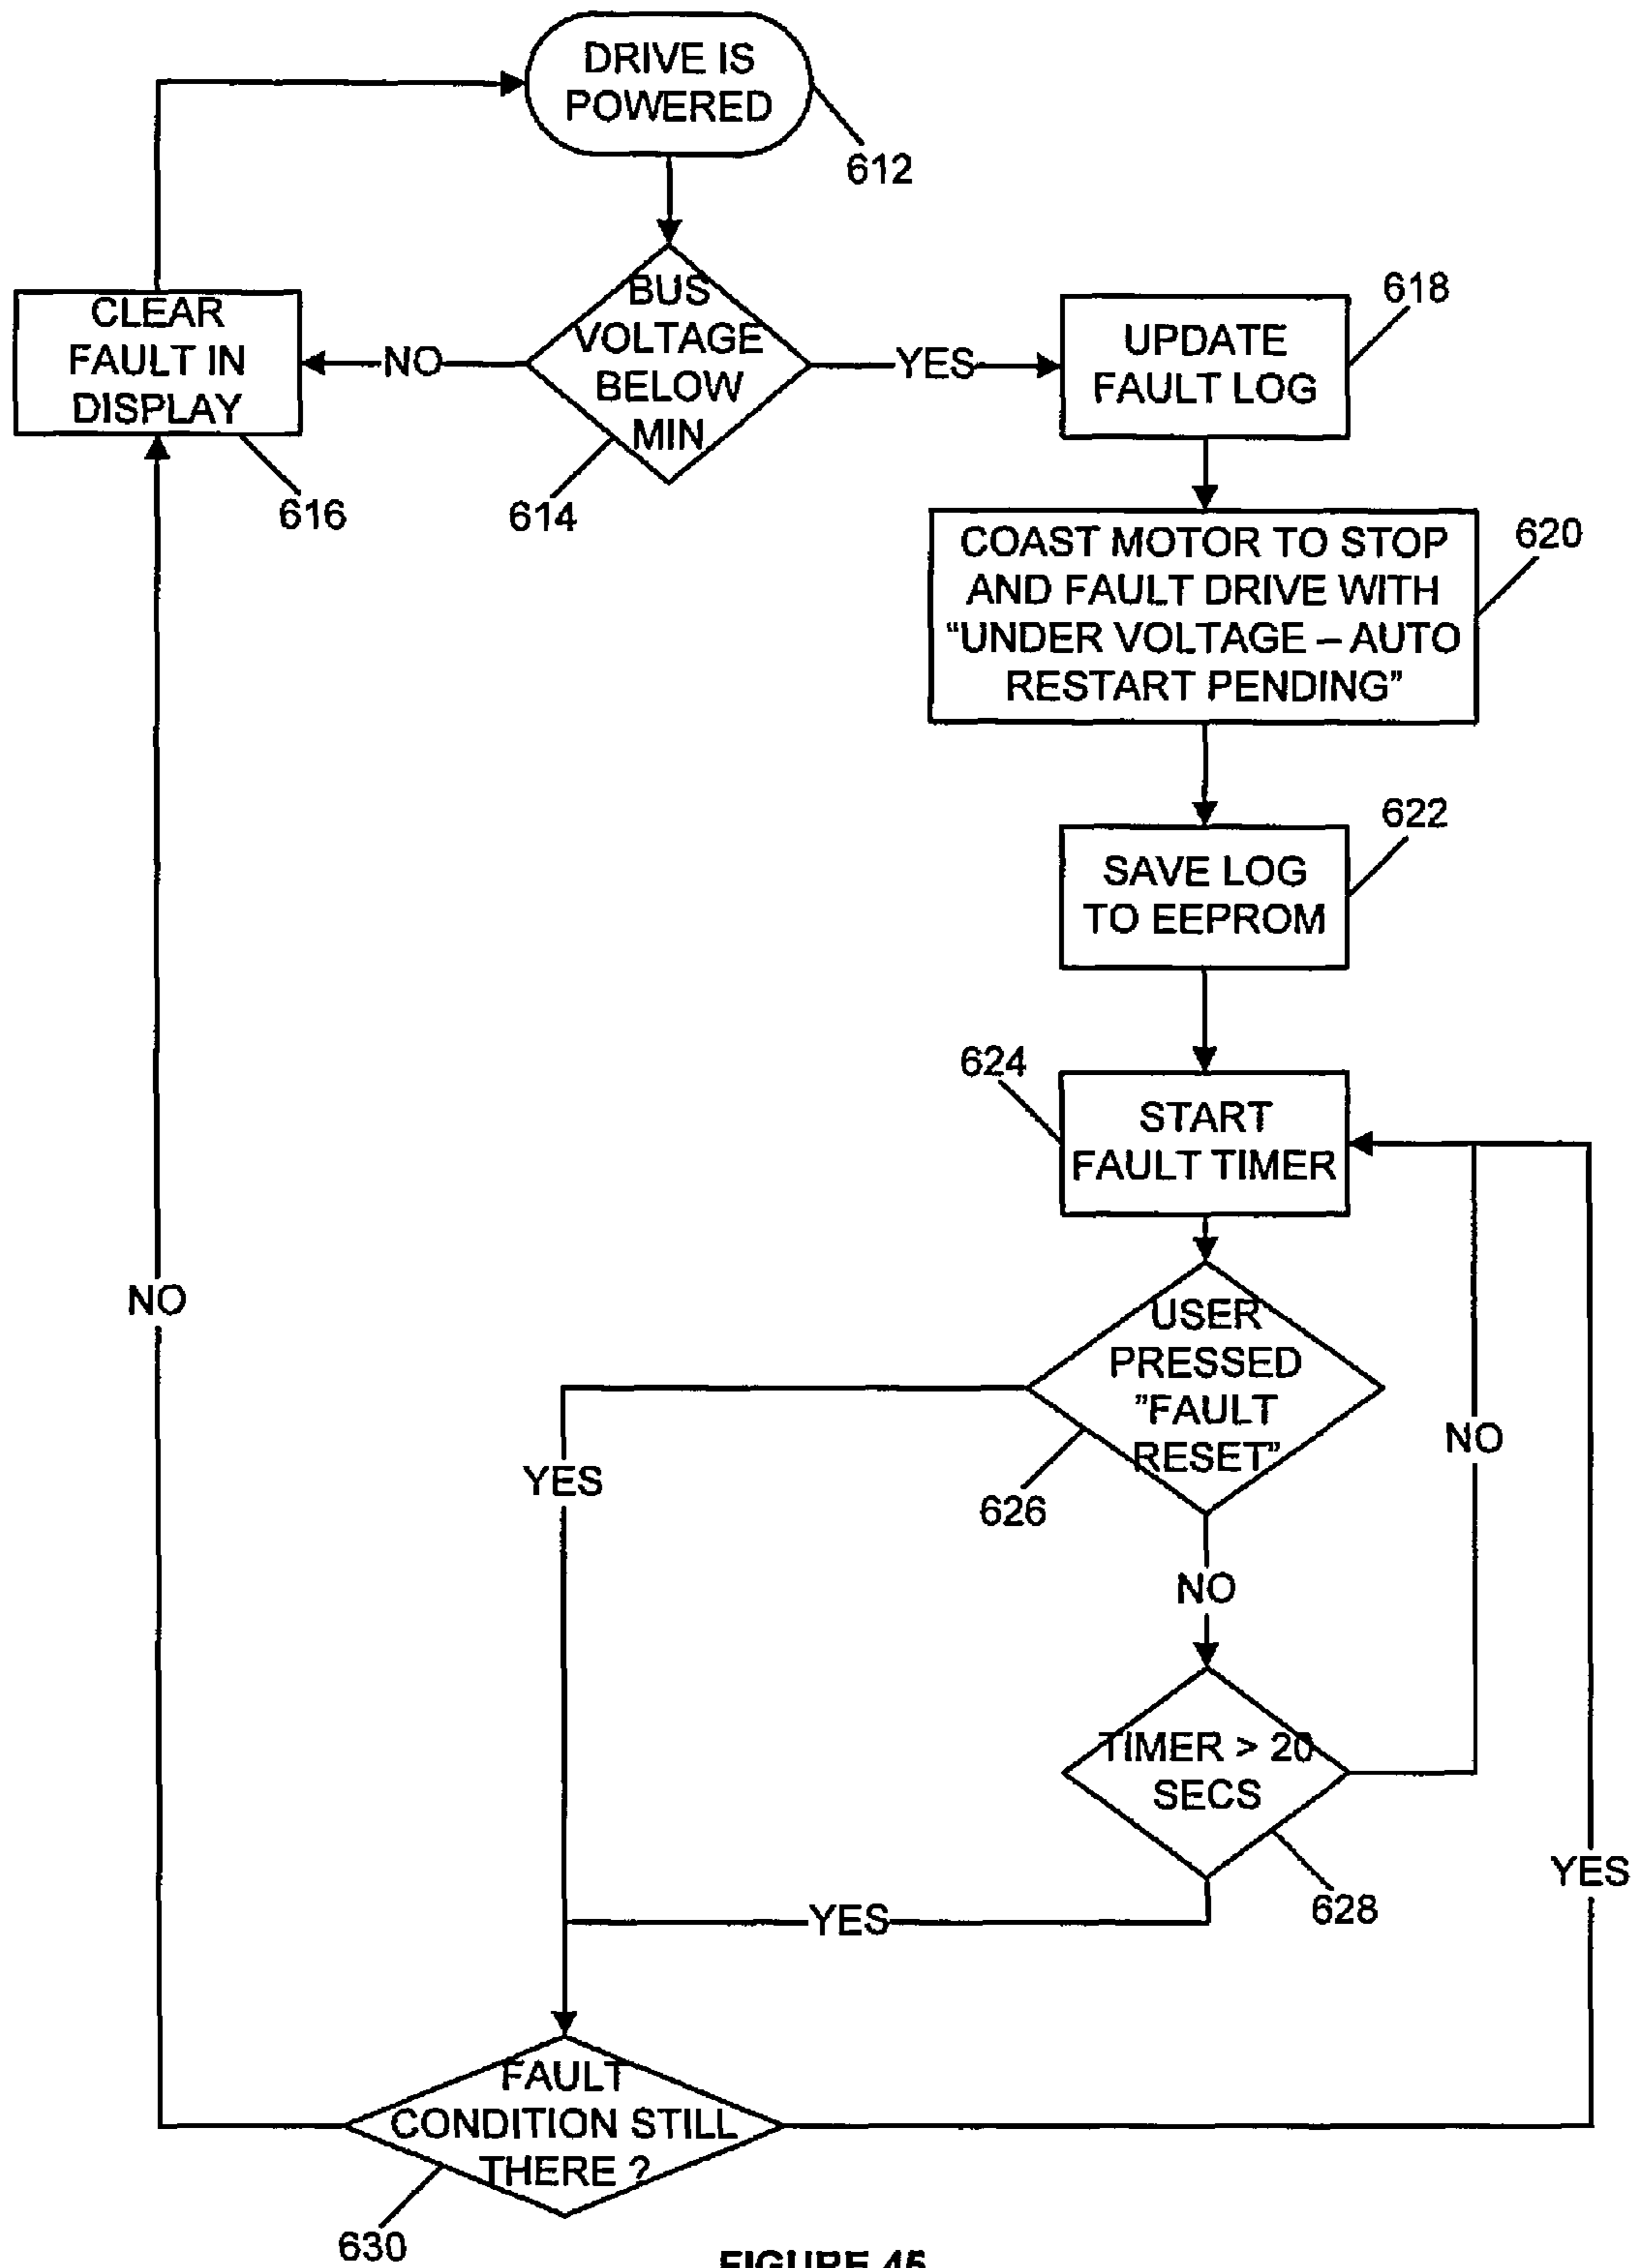 DRIVE IS
POWERED
612
BUS
VOLTAGE
BELOW
MIN
614
NO
YES
CLEAR
FAULT IN
DISPLAY
616
UPDATE
FAULT LOG
618
COAST MOTOR TO STOP
AND FAULT DRIVE WITH
“UNDER VOLTAGE – AUTO
RESTART PENDING”
620
SAVE LOG
TO EEPROM
622
624
START
FAULT TIMER
USER
PRESSED
”FAULT
RESET”
626
YES
NO
NO
NO
TIMER > 20
SECS
628
YES
YES
FAULT
CONDITION STILL
THERE ?
630
FIGURE 45